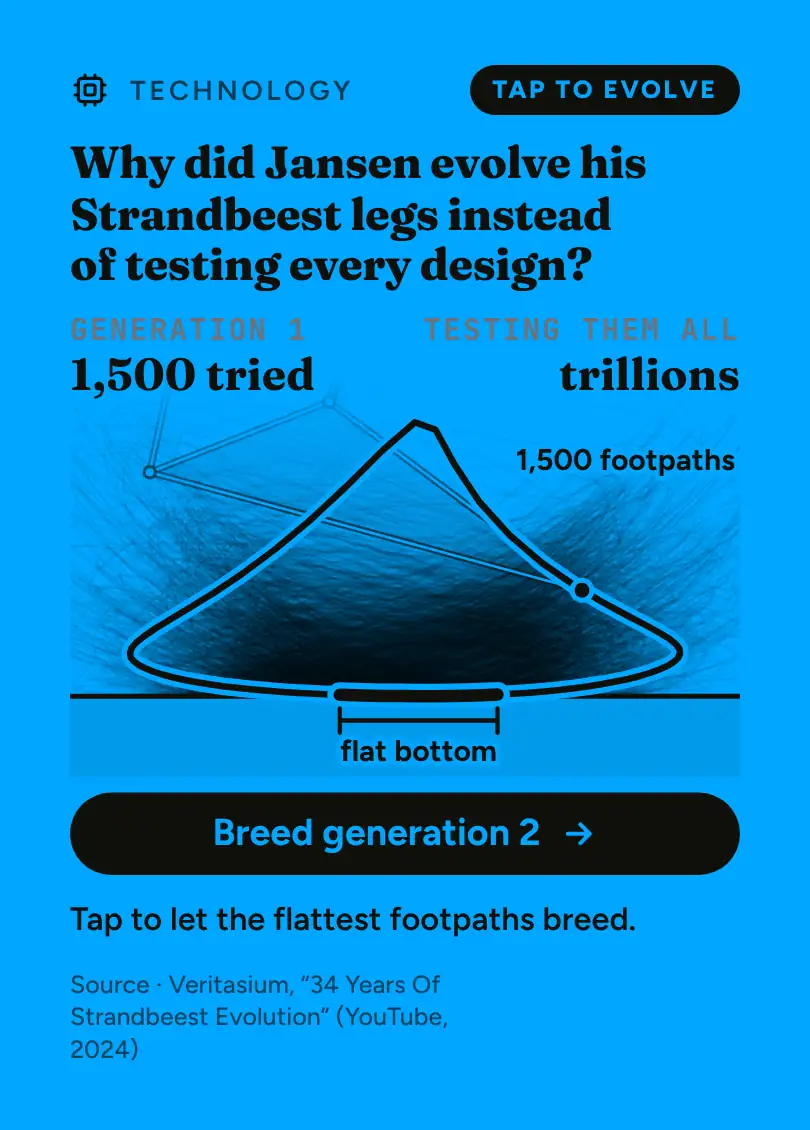 TECHNOLOGY
TAP TO EVOLVE
Why did Jansen evolve his
Strandbeest legs instead
of testing every design?
GENERATION 1
TESTING THEM ALL
1,500 tried
trillions
1,500 footpaths
flat bottom
Breed generation 2 →
Tap to let the flattest footpaths breed.
Source · Veritasium, “34 Years Of
Strandbeest Evolution” (YouTube,
2024)